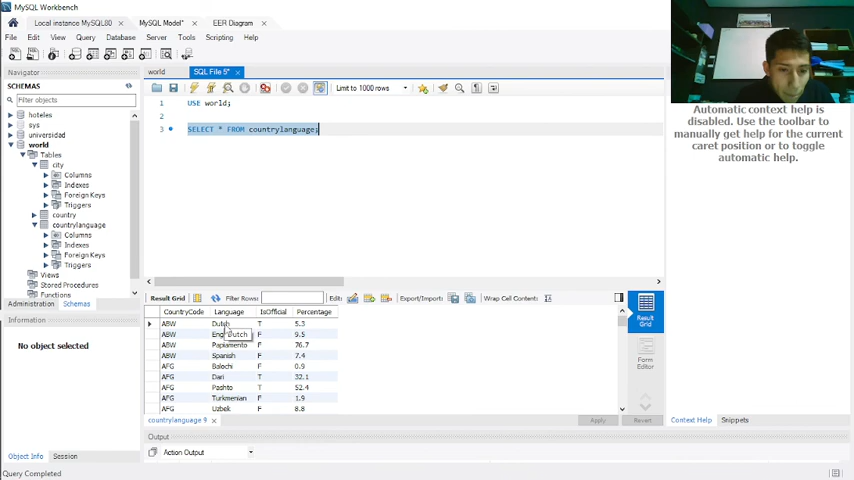 MySQL Workbench
Local instance MySQL80 × MySQL Model* × EER Diagram ×
File Edit View Query Database Server Tools Scripting Help
Navigator
SCHEMAS
Filter objects
hoteles
sys
universidad
world
Tables
city
Columns
Indexes
Foreign Keys
Triggers
country
countrylanguage
Columns
Indexes
Foreign Keys
Triggers
Views
Stored Procedures
Functions
Administration Schemas
Information
No object selected
Object Info Session
Query Completed
world SQL File 5* ×
Limit to 1000 rows
1 USE world;
2
3 SELECT * FROM countrylanguage;
Result Grid Filter Rows: Edit: Export/Import: Wrap Cell Content:
CountryCode Language IsOfficial Percentage
ABW Dutch T 5.3
ABW Eng Dutch F 9.5
ABW Papiamento F 76.7
ABW Spanish F 7.4
AFG Balochi F 0.9
AFG Dari T 32.1
AFG Pashto T 52.4
AFG Turkmenian F 1.9
AFG Uzbek F 8.8
Result Grid
Form Editor
countrylanguage 9 × Apply Revert
Output
Action Output
Automatic context help is
disabled. Use the toolbar to
manually get help for the current
caret position or to toggle
automatic help.
Context Help Snippets